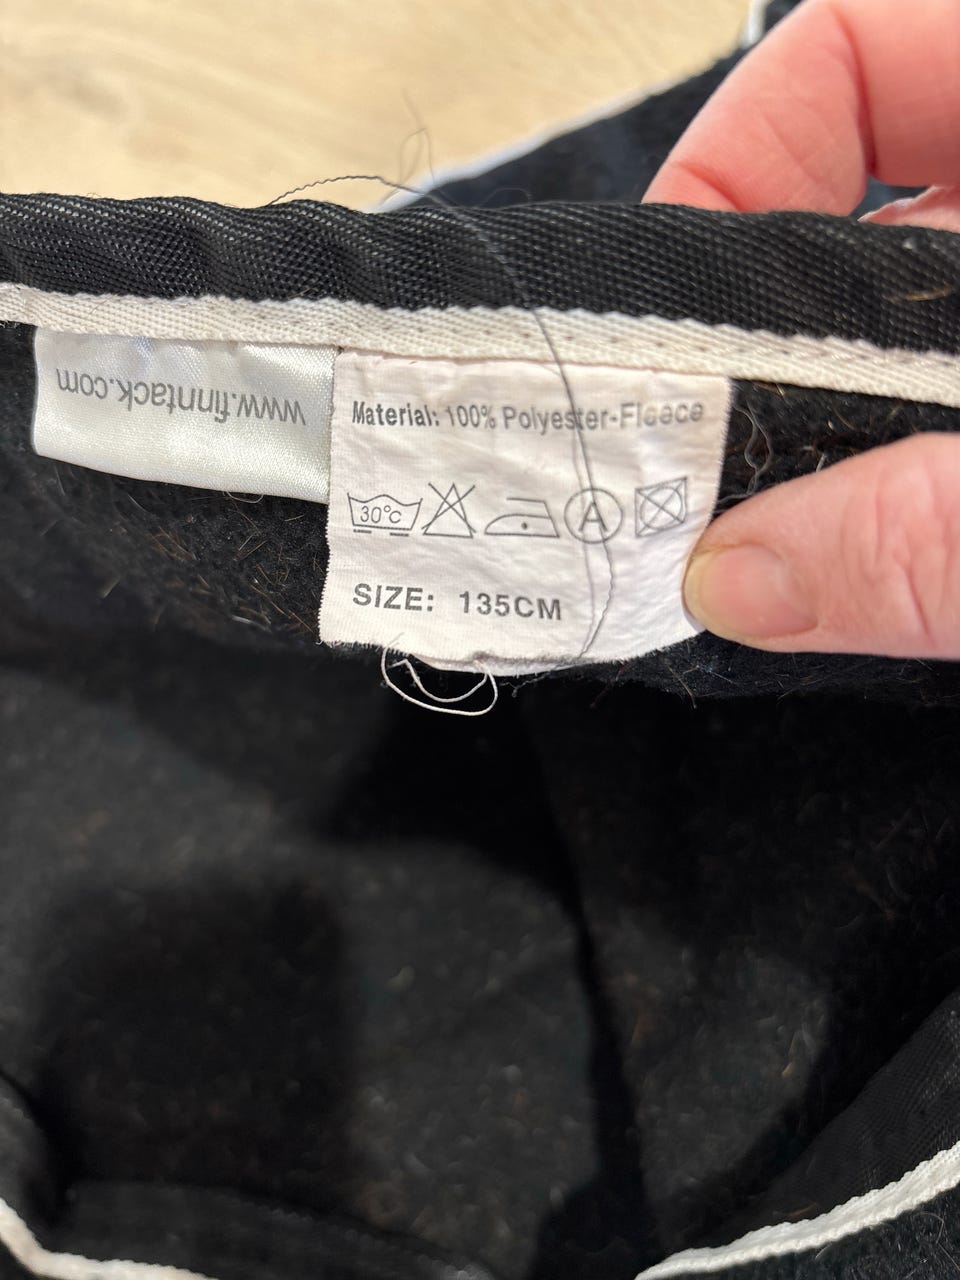 www.finntack.com
Material: 100% Polyester-Fleece
30°C A
SIZE: 135CM